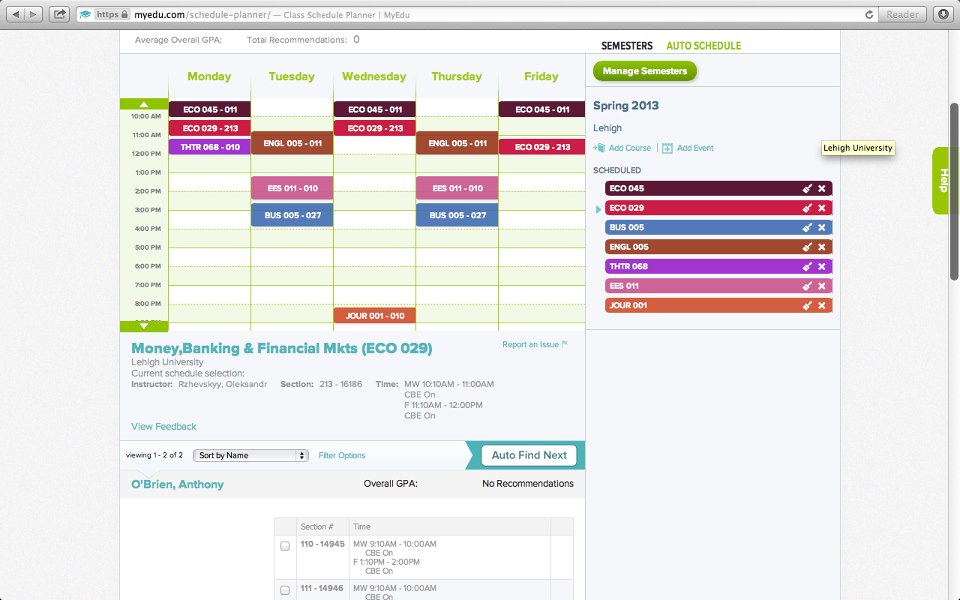 https myedu.com/schedule-planner/ — Class Schedule Planner | MyEdu Reader
Average Overall GPA: Total Recommendations: 0
SEMESTERS AUTO SCHEDULE
Manage Semesters
Monday Tuesday Wednesday Thursday Friday
10:00 AM
11:00 AM
12:00 PM
1:00 PM
2:00 PM
3:00 PM
4:00 PM
5:00 PM
6:00 PM
7:00 PM
8:00 PM
ECO 045 - 011
ECO 029 - 213
THTR 068 - 010
ENGL 005 - 011
EES 011 - 010
BUS 005 - 027
ECO 045 - 011
ECO 029 - 213
JOUR 001 - 010
ENGL 005 - 011
EES 011 - 010
BUS 005 - 027
ECO 045 - 011
ECO 029 - 213
Spring 2013
Lehigh
Add Course | Add Event
Lehigh University
SCHEDULED
ECO 045
ECO 029
BUS 005
ENGL 005
THTR 068
EES 011
JOUR 001
Help
Money,Banking & Financial Mkts (ECO 029)
Report an Issue
Lehigh University
Current schedule selection:
Instructor: Rzhevskyy, Oleksandr Section: 213 - 16186 Time: MW 10:10AM - 11:00AM
CBE On
F 11:10AM - 12:00PM
CBE On
View Feedback
viewing 1 - 2 of 2 Sort by Name Filter Options Auto Find Next
O'Brien, Anthony Overall GPA: No Recommendations
Section # Time
110 - 14945 MW 9:10AM - 10:00AM
CBE On
F 1:10PM - 2:00PM
CBE On
111 - 14946 MW 9:10AM - 10:00AM
CBE On